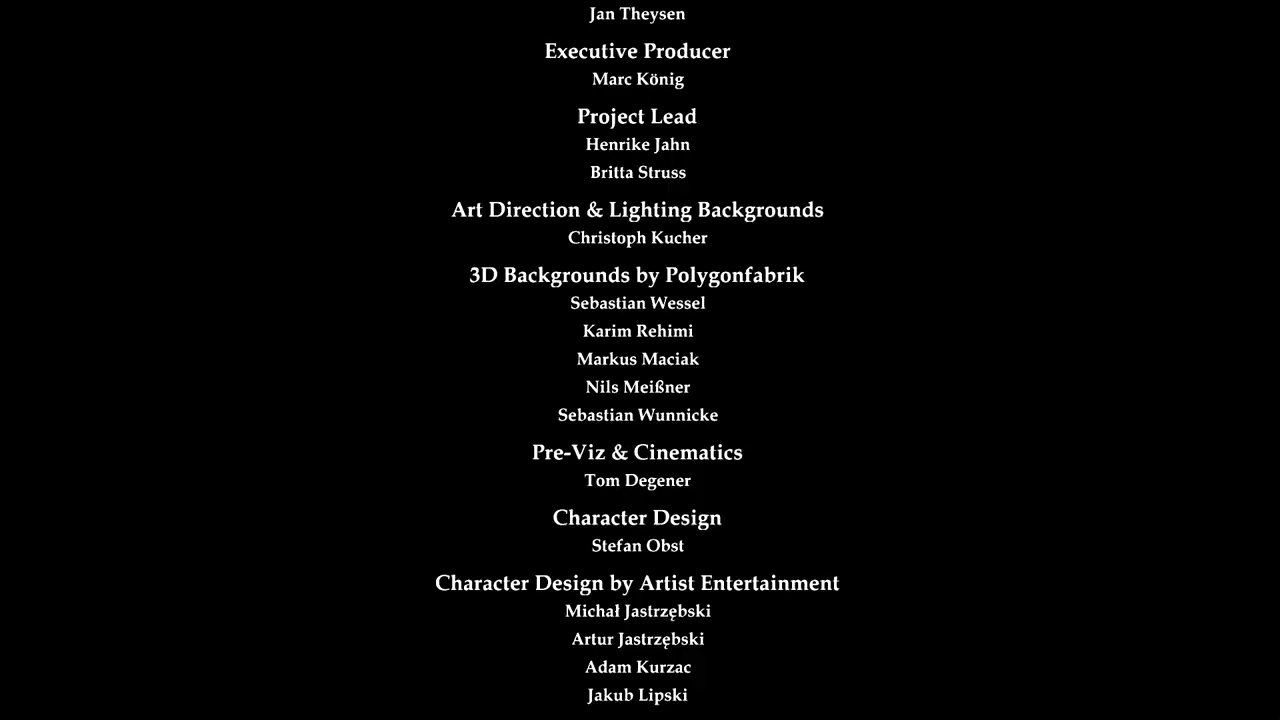 Jan Theysen
Executive Producer
Marc König
Project Lead
Henrike Jahn
Britta Struss
Art Direction & Lighting Backgrounds
Christoph Kucher
3D Backgrounds by Polygonfabrik
Sebastian Wessel
Karim Rehimi
Markus Maciak
Nils Meißner
Sebastian Wunnicke
Pre-Viz & Cinematics
Tom Degener
Character Design
Stefan Obst
Character Design by Artist Entertainment
Michał Jastrzębski
Artur Jastrzębski
Adam Kurzac
Jakub Lipski